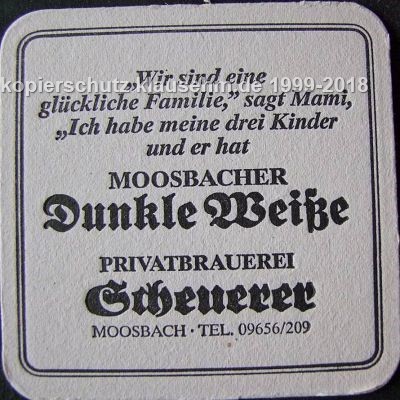 „Wir sind eine
kopierschutz.klausehm.de 1999-2018
glückliche Familie,” sagt Mami,
„Ich habe meine drei Kinder
und er hat
MOOSBACHER
Dunkle Weiße
PRIVATBRAUEREI
Scheuerer
MOOSBACH · TEL. 09656/209